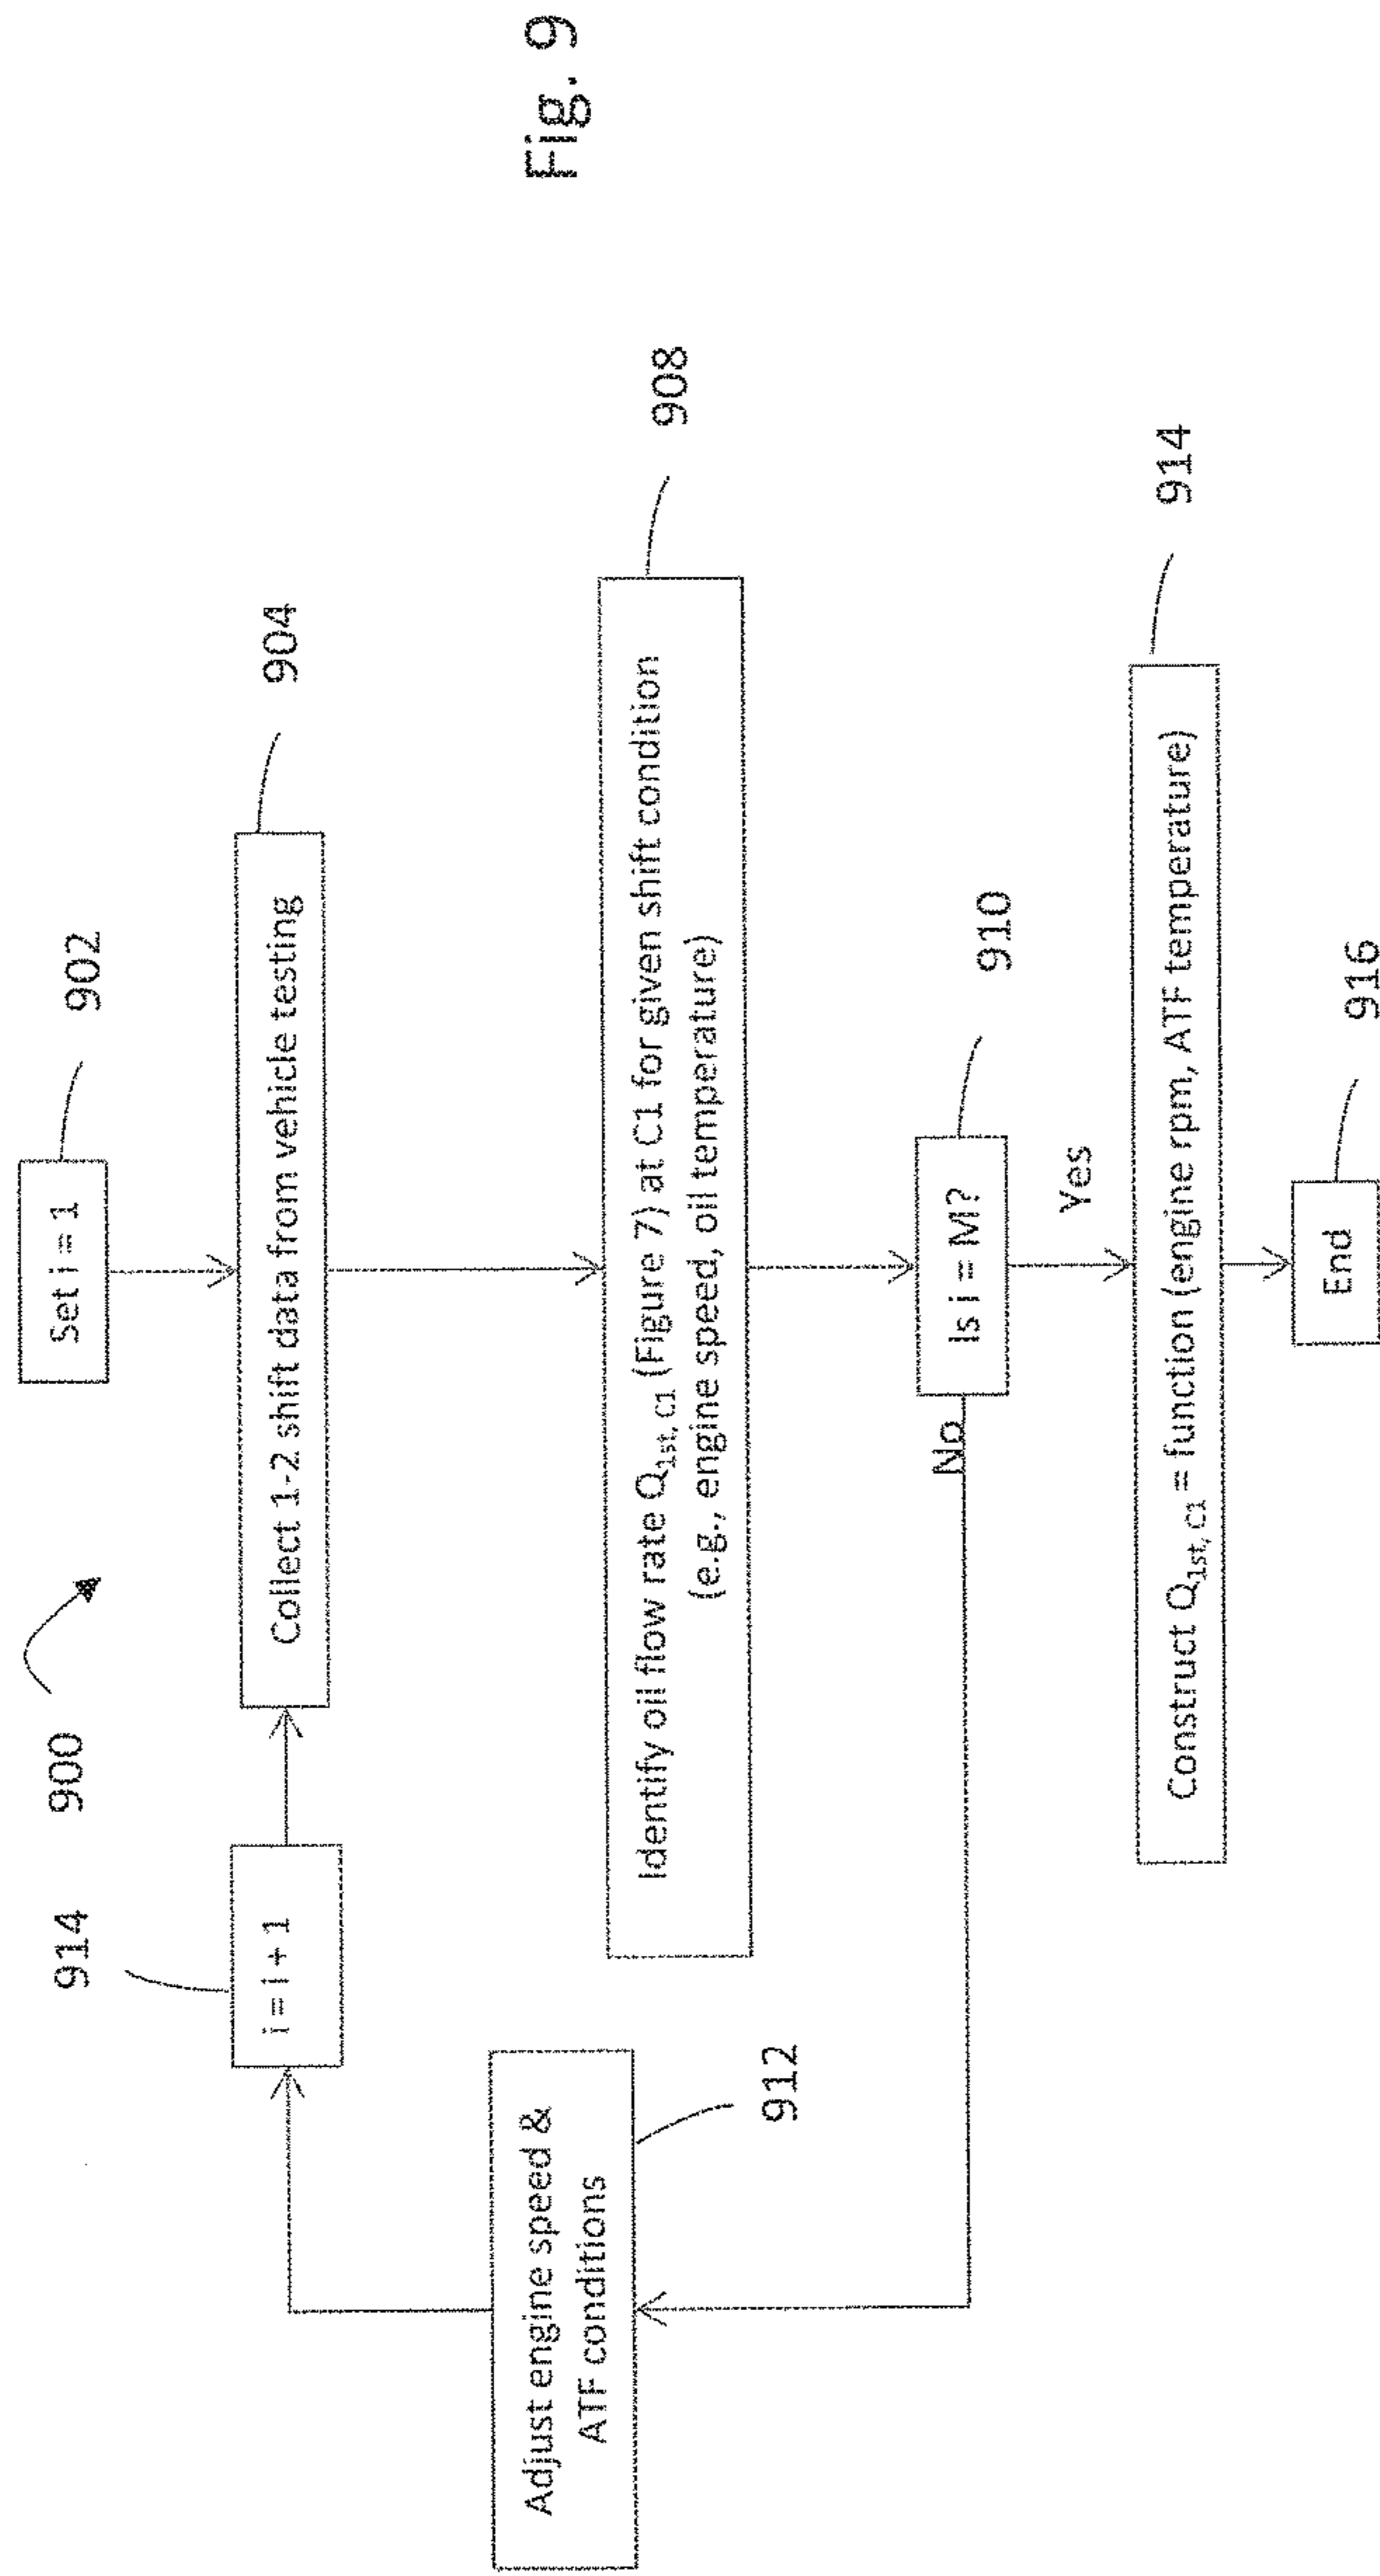 900
Set i = 1
902
914
i = i + 1
Collect 1-2 shift data from vehicle testing
904
Identify oil flow rate Q1st, C1 (Figure 7) at C1 for given shift condition
(e.g., engine speed, oil temperature)
908
Adjust engine speed &
ATF conditions
912
No
Is i = M?
910
Yes
Construct Q1st, C1 = function (engine rpm, ATF temperature)
914
End
916
Fig. 9